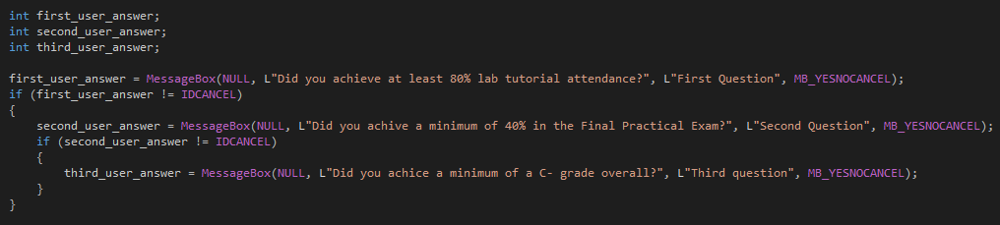 int first_user_answer;
int second_user_answer;
int third_user_answer;
first_user_answer = MessageBox(NULL, L"Did you achieve at least 80% lab tutorial attendance?", L"First Question", MB_YESNOCANCEL);
if (first_user_answer != IDCANCEL)
{
second_user_answer = MessageBox(NULL, L"Did you achive a minimum of 40% in the Final Practical Exam?", L"Second Question", MB_YESNOCANCEL);
if (second_user_answer != IDCANCEL)
{
third_user_answer = MessageBox(NULL, L"Did you achice a minimum of a C- grade overall?", L"Third question", MB_YESNOCANCEL);
}
}